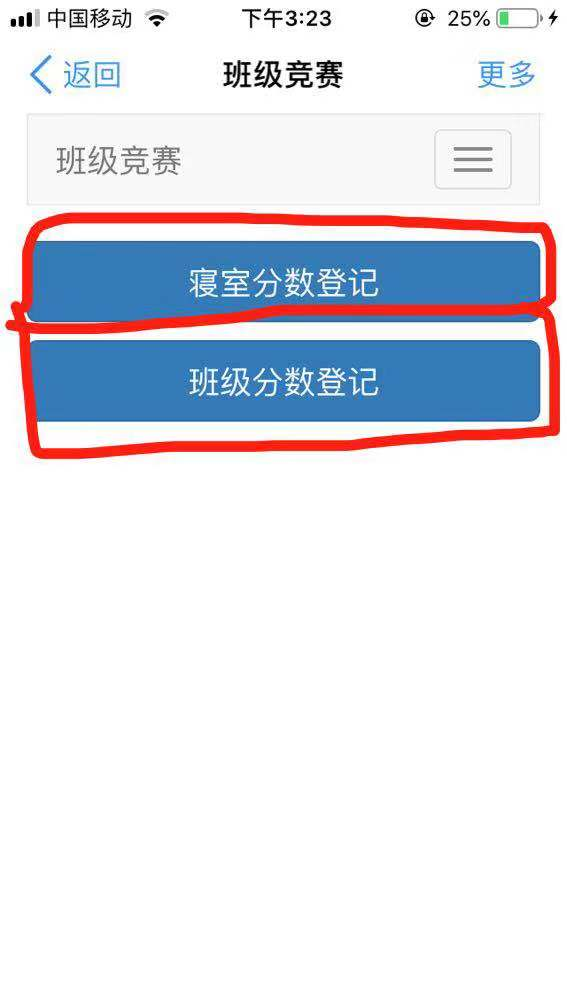 中国移动 下午3:23 25%
返回 班级竞赛 更多
班级竞赛
寝室分数登记
班级分数登记